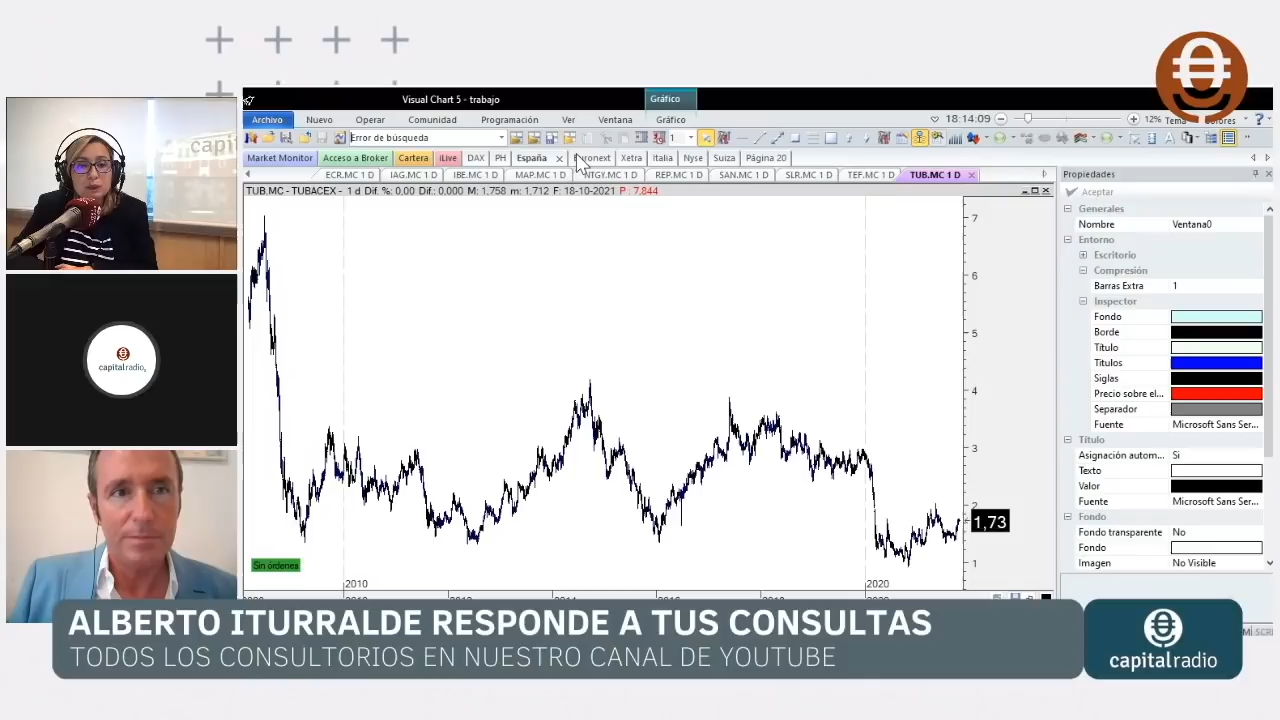 capi
capitalradio
Visual Chart 5 - trabajo
Gráfico
Archivo
Nuevo
Operar
Comunidad
Programación
Ver
Ventana
Gráfico
18:14:09
12%
Tema
Error de búsqueda
1
Market Monitor
Acceso a Broker
Cartera
iLive
DAX
PH
España
Xetra
Italia
Nyse
Suiza
Página 20
ECR.MC 1 D
IAG.MC 1 D
IBE.MC 1 D
MAP.MC 1 D
NTGY.MC 1 D
REP.MC 1 D
SAN.MC 1 D
SLR.MC 1 D
TEF.MC 1 D
TUB.MC 1 D
TUB.MC - TUBACEX - 1 d Dif. %: 0,00 Dif.: 0,000 M: 1,758 m: 1,712 F: 18-10-2021 P : 7,844
7
6
5
4
3
2
1
1,73
Sin órdenes
2010
2020
Propiedades
Aceptar
Generales
Nombre Ventana0
Entorno
Escritorio
Compresión
Barras Extra 1
Inspector
Fondo
Borde
Título
Titulos
Siglas
Precio sobre el...
Separador
Fuente Microsoft Sans Ser...
Título
Asignación autom... Si
Texto
Valor
Fuente Microsoft Sans Ser...
Fondo
Fondo transparente No
Fondo
Imagen No Visible
ALBERTO ITURRALDE RESPONDE A TUS CONSULTAS
TODOS LOS CONSULTORIOS EN NUESTRO CANAL DE YOUTUBE
capitalradio